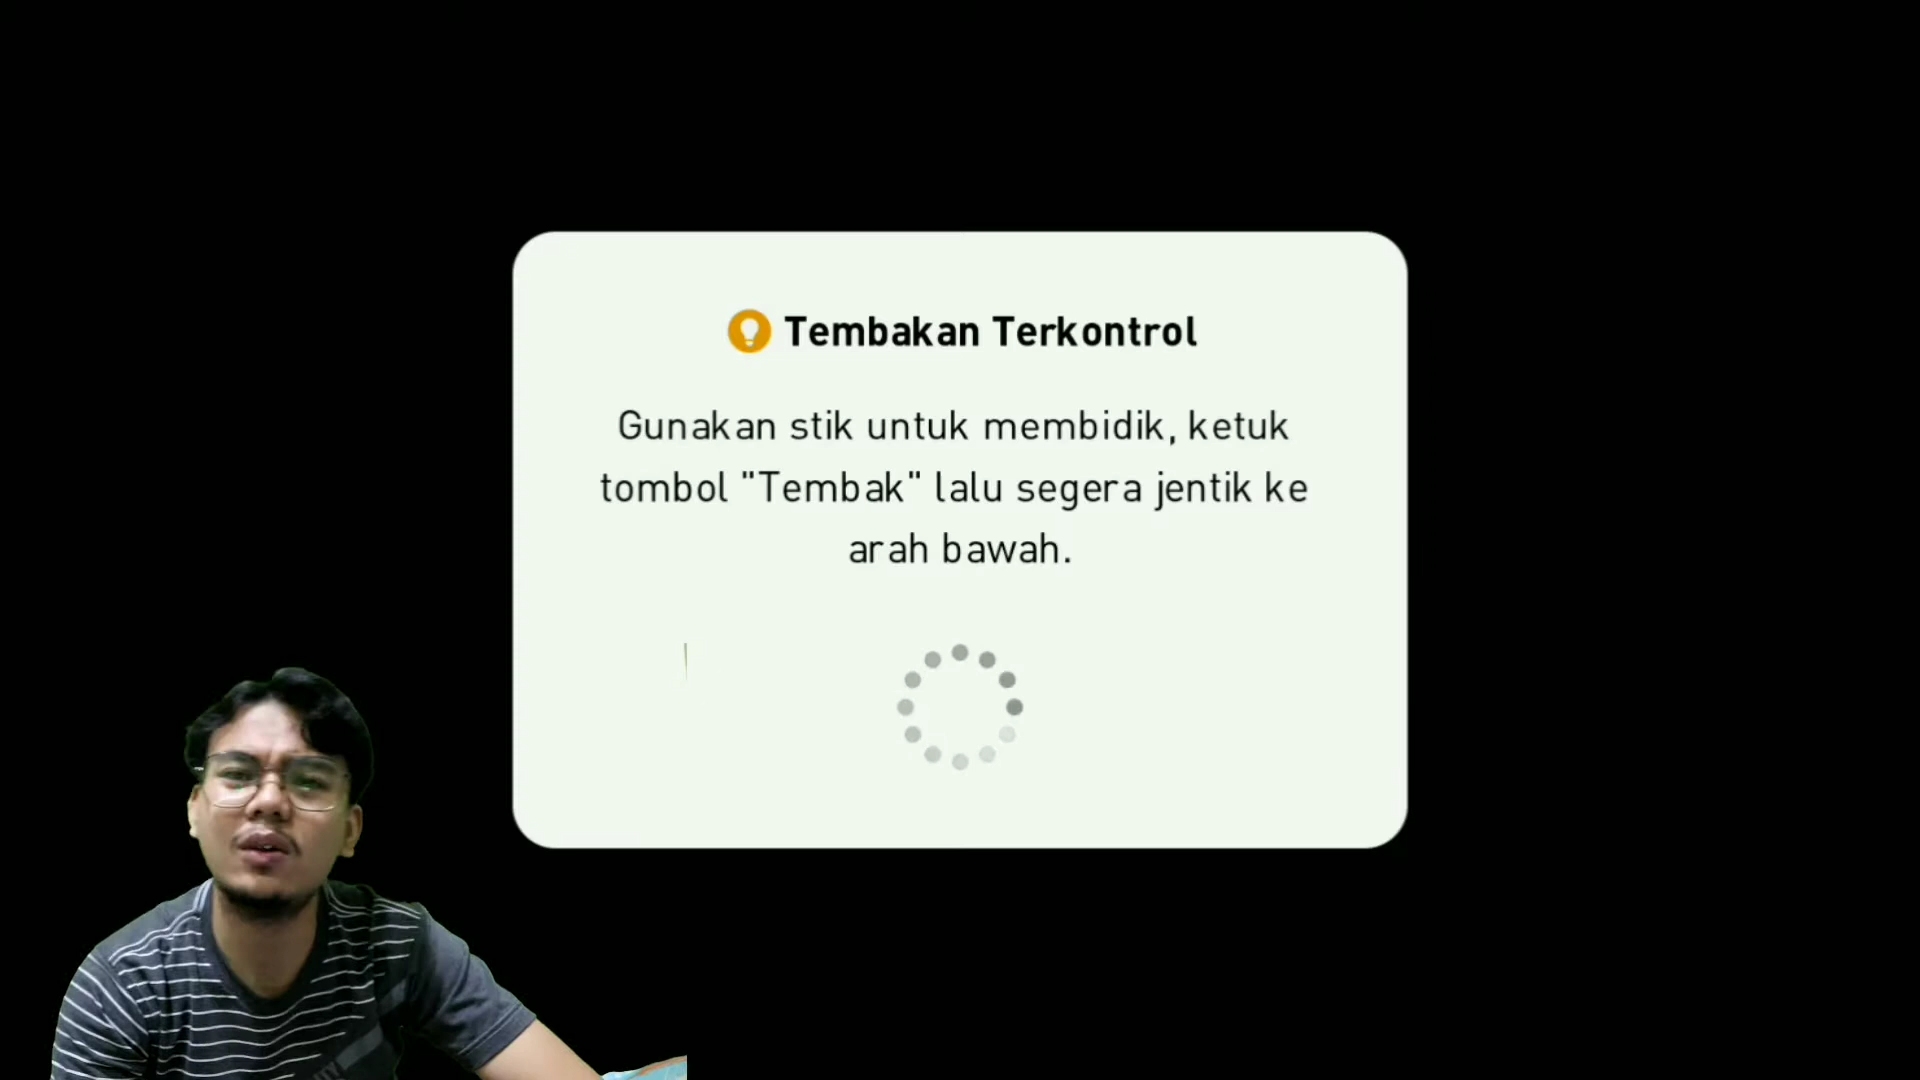 Tembakan Terkontrol
Gunakan stik untuk membidik, ketuk
tombol "Tembak" lalu segera jentik ke
arah bawah.